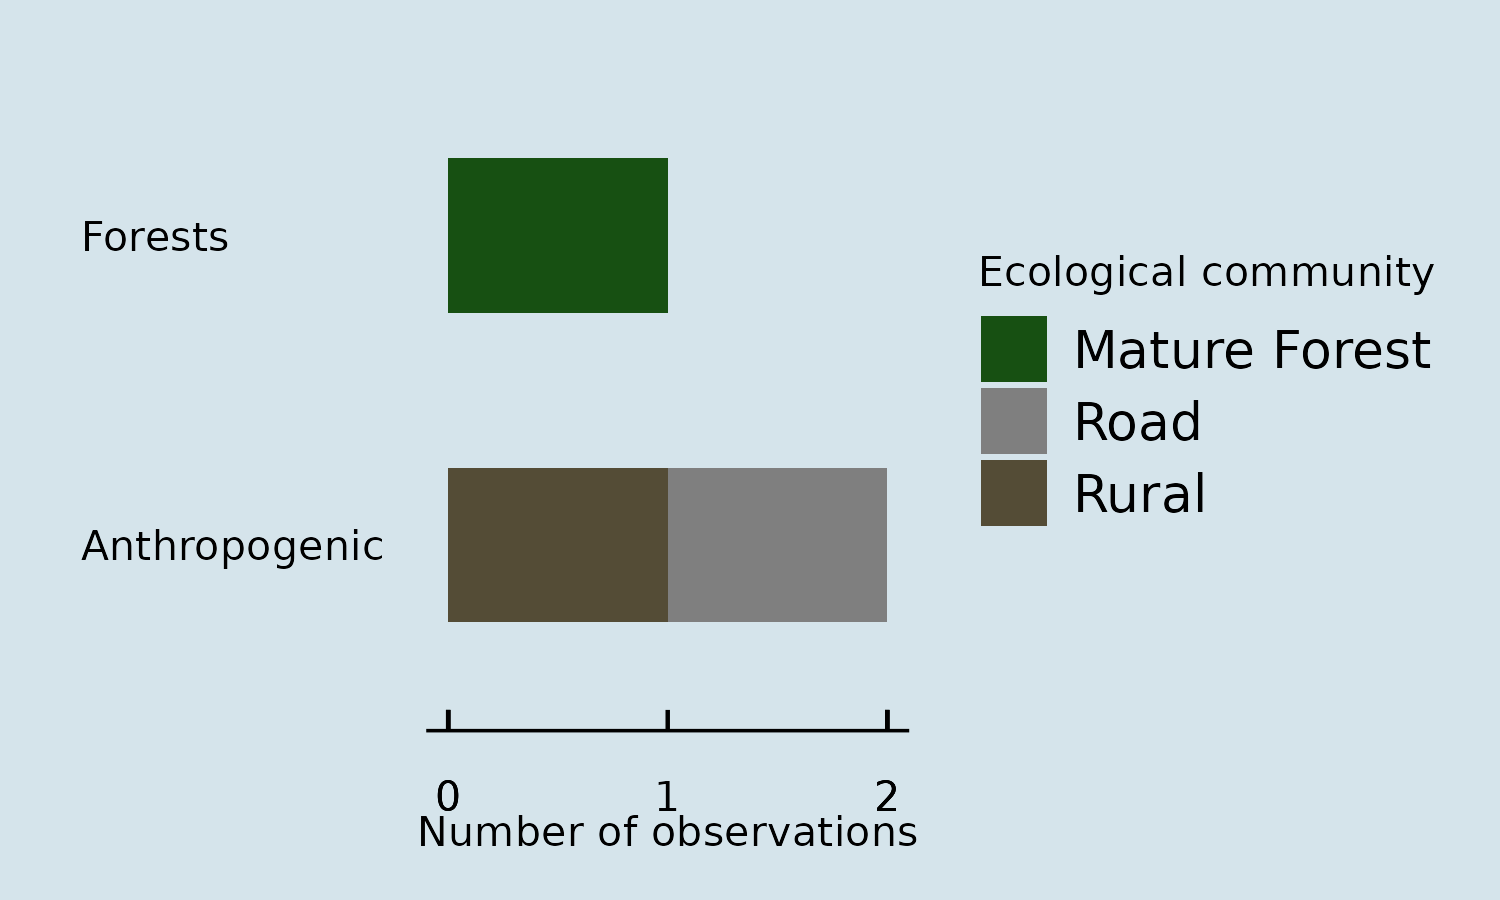 Forests
Anthropogenic
0 1 2
Number of observations
Ecological community
Mature Forest
Road
Rural